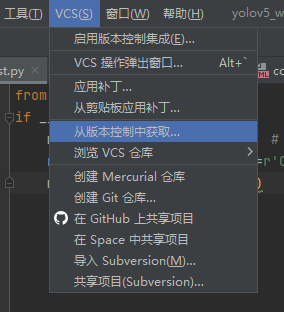 工具(T) VCS(S) 窗口(W) 帮助(H) yolov5_w
启用版本控制集成(E)...
st.py
VCS 操作弹出窗口... Alt+`
应用补丁...
from
从剪贴板应用补丁...
if
从版本控制中获取... #
浏览 VCS 仓库 =r'
创建 Mercurial 仓库
创建 Git 仓库...
在 GitHub 上共享项目
在 Space 中共享项目
导入 Subversion(M)...
共享项目(Subversion)...